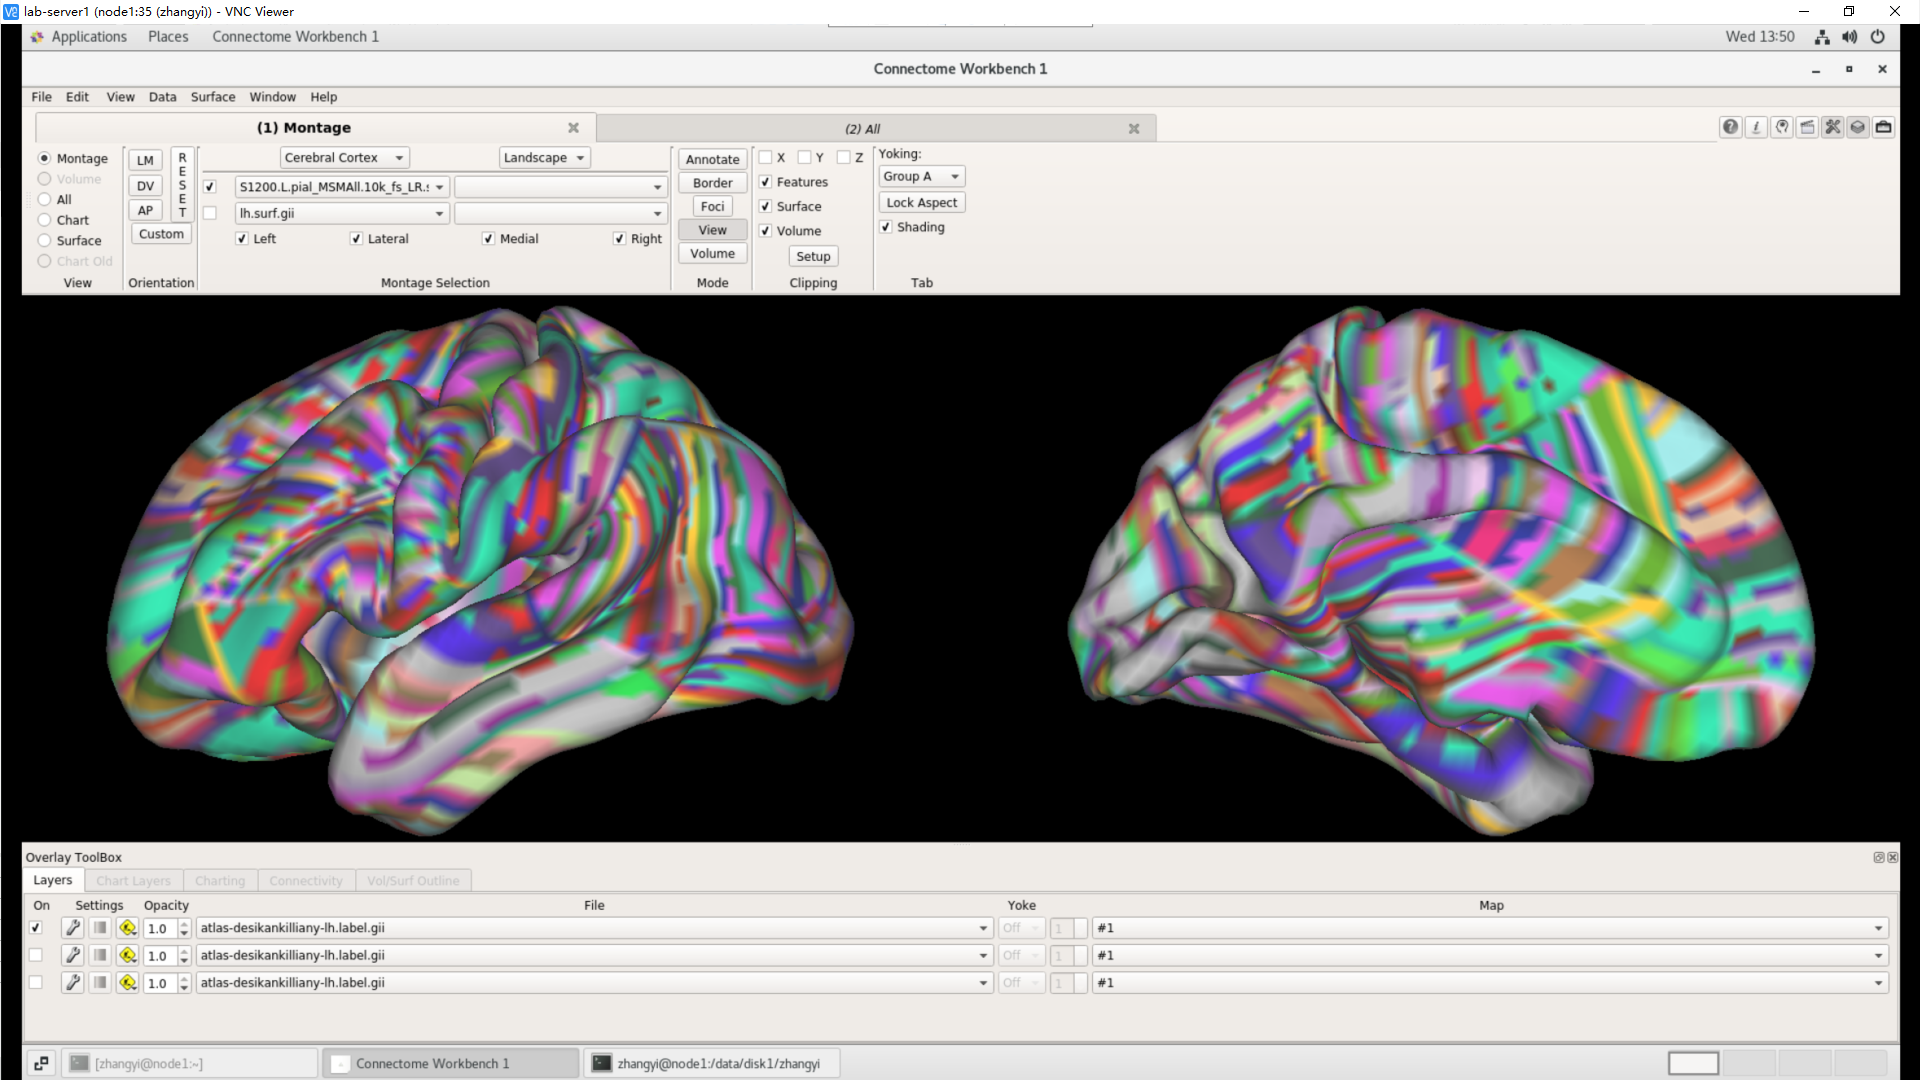 lab-server1 (node1:35 (zhangyi)) - VNC Viewer
Applications Places Connectome Workbench 1 Wed 13:50
Connectome Workbench 1
File Edit View Data Surface Window Help
(1) Montage (2) All
Montage
Volume
All
Chart
Surface
Chart Old
View
LM
DV
AP
Custom
RESET
Orientation
Cerebral Cortex Landscape
S1200.L.pial_MSMAll.10k_fs_LR.s
lh.surf.gii
Left Lateral Medial Right
Montage Selection
Annotate
Border
Foci
View
Volume
Mode
X Y Z
Features
Surface
Volume
Setup
Clipping
Yoking:
Group A
Lock Aspect
Shading
Tab
Overlay ToolBox
Layers Chart Layers Charting Connectivity Vol/Surf Outline
On Settings Opacity File Yoke Map
1.0 atlas-desikankilliany-lh.label.gii Off 1 #1
1.0 atlas-desikankilliany-lh.label.gii Off 1 #1
1.0 atlas-desikankilliany-lh.label.gii Off 1 #1
[zhangyi@node1:~] Connectome Workbench 1 zhangyi@node1:/data/disk1/zhangyi